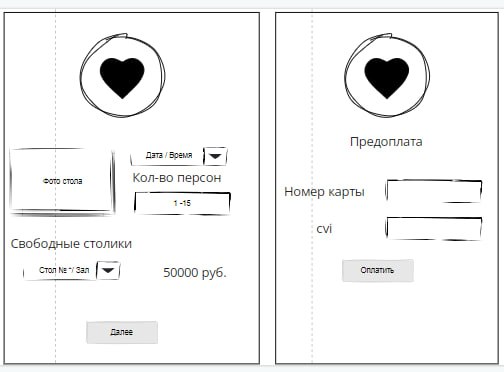 Дата / Время
Фото стола
Кол-во персон
1 -15
Свободные столики
Стол № "/ Зал
50000 руб.
Далее
Предоплата
Номер карты
cvi
Оплатить